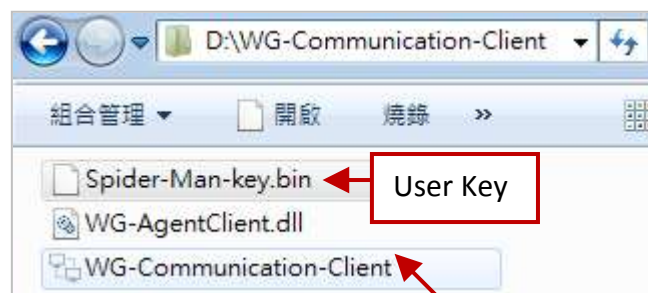 D:\WG-Communication-Client
組合管理 開啟 燒錄 »
Spider-Man-key.bin User Key
WG-AgentClient.dll
WG-Communication-Client